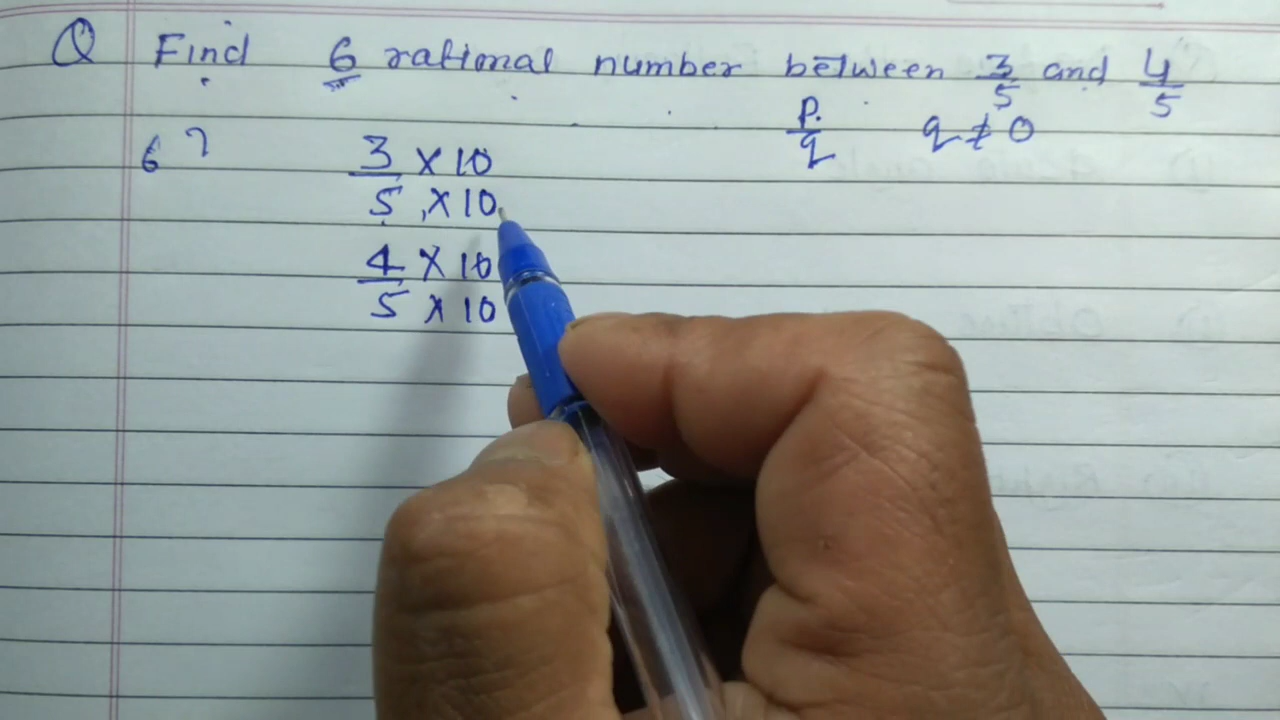 Q Find 6 rational number between 3/5 and 4/5
p/q q ≠ 0
6 ?
3 × 10
5 × 10
4 × 10
5 × 10